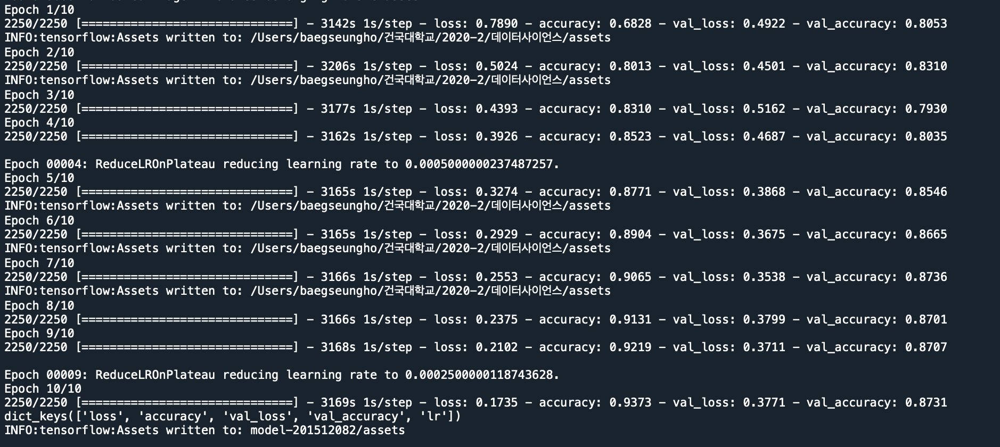 Epoch 1/10
2250/2250 [==============================] - 3142s 1s/step - loss: 0.7890 - accuracy: 0.6828 - val_loss: 0.4922 - val_accuracy: 0.8053
INFO:tensorflow:Assets written to: /Users/baegseungho/건국대학교/2020-2/데이터사이언스/assets
Epoch 2/10
2250/2250 [==============================] - 3206s 1s/step - loss: 0.5024 - accuracy: 0.8013 - val_loss: 0.4501 - val_accuracy: 0.8310
INFO:tensorflow:Assets written to: /Users/baegseungho/건국대학교/2020-2/데이터사이언스/assets
Epoch 3/10
2250/2250 [==============================] - 3177s 1s/step - loss: 0.4393 - accuracy: 0.8310 - val_loss: 0.5162 - val_accuracy: 0.7930
Epoch 4/10
2250/2250 [==============================] - 3162s 1s/step - loss: 0.3926 - accuracy: 0.8523 - val_loss: 0.4687 - val_accuracy: 0.8035
Epoch 00004: ReduceLROnPlateau reducing learning rate to 0.0005000000237487257.
Epoch 5/10
2250/2250 [==============================] - 3165s 1s/step - loss: 0.3274 - accuracy: 0.8771 - val_loss: 0.3868 - val_accuracy: 0.8546
INFO:tensorflow:Assets written to: /Users/baegseungho/건국대학교/2020-2/데이터사이언스/assets
Epoch 6/10
2250/2250 [==============================] - 3165s 1s/step - loss: 0.2929 - accuracy: 0.8904 - val_loss: 0.3675 - val_accuracy: 0.8665
INFO:tensorflow:Assets written to: /Users/baegseungho/건국대학교/2020-2/데이터사이언스/assets
Epoch 7/10
2250/2250 [==============================] - 3166s 1s/step - loss: 0.2553 - accuracy: 0.9065 - val_loss: 0.3538 - val_accuracy: 0.8736
INFO:tensorflow:Assets written to: /Users/baegseungho/건국대학교/2020-2/데이터사이언스/assets
Epoch 8/10
2250/2250 [==============================] - 3166s 1s/step - loss: 0.2375 - accuracy: 0.9131 - val_loss: 0.3799 - val_accuracy: 0.8701
Epoch 9/10
2250/2250 [==============================] - 3168s 1s/step - loss: 0.2102 - accuracy: 0.9219 - val_loss: 0.3711 - val_accuracy: 0.8707
Epoch 00009: ReduceLROnPlateau reducing learning rate to 0.0002500000118743628.
Epoch 10/10
2250/2250 [==============================] - 3169s 1s/step - loss: 0.1735 - accuracy: 0.9373 - val_loss: 0.3771 - val_accuracy: 0.8731
dict_keys(['loss', 'accuracy', 'val_loss', 'val_accuracy', 'lr'])
INFO:tensorflow:Assets written to: model-201512082/assets